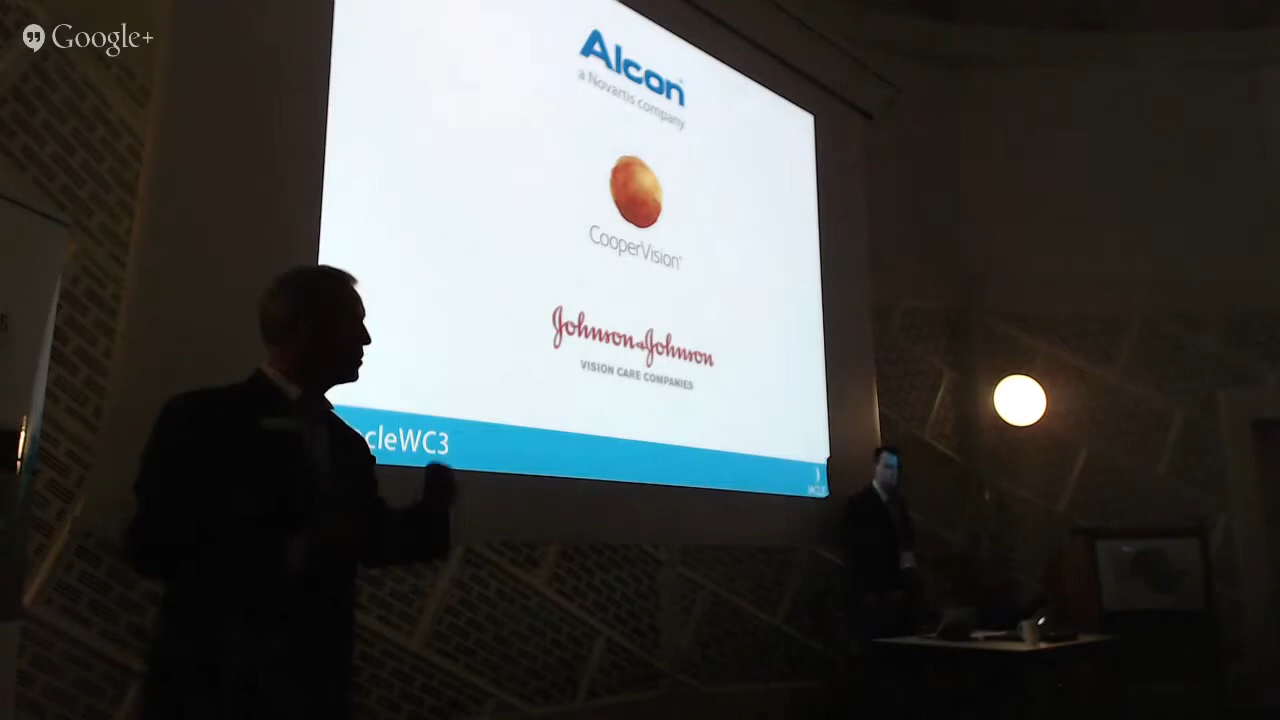 Google+
Alcon
a Novartis company
CooperVision®
Johnson & Johnson
VISION CARE COMPANIES
cleWC3